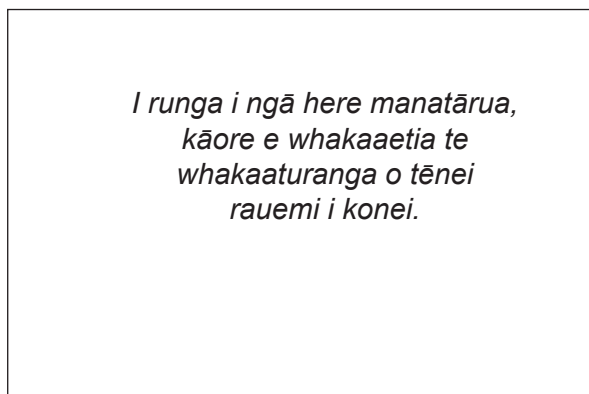 I runga i ngā here manatārua,
kāore e whakaaetia te
whakaaturanga o tēnei
rauemi i konei.